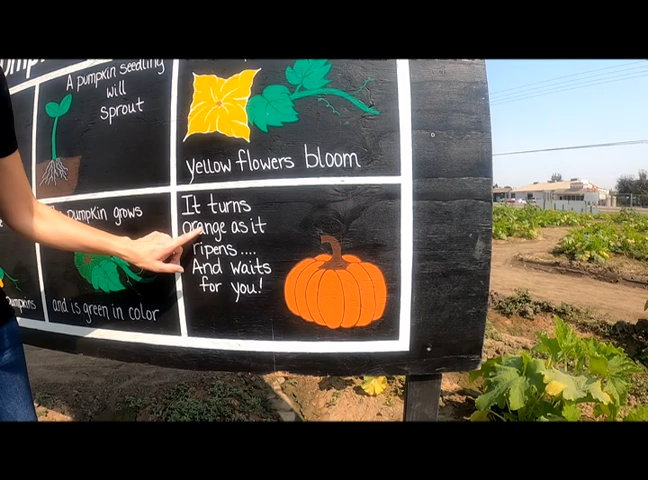 A pumpkin seedling
will
sprout
yellow flowers bloom
pumpkin grows
and is green in color
It turns
orange as it
ripens....
And waits
for you!